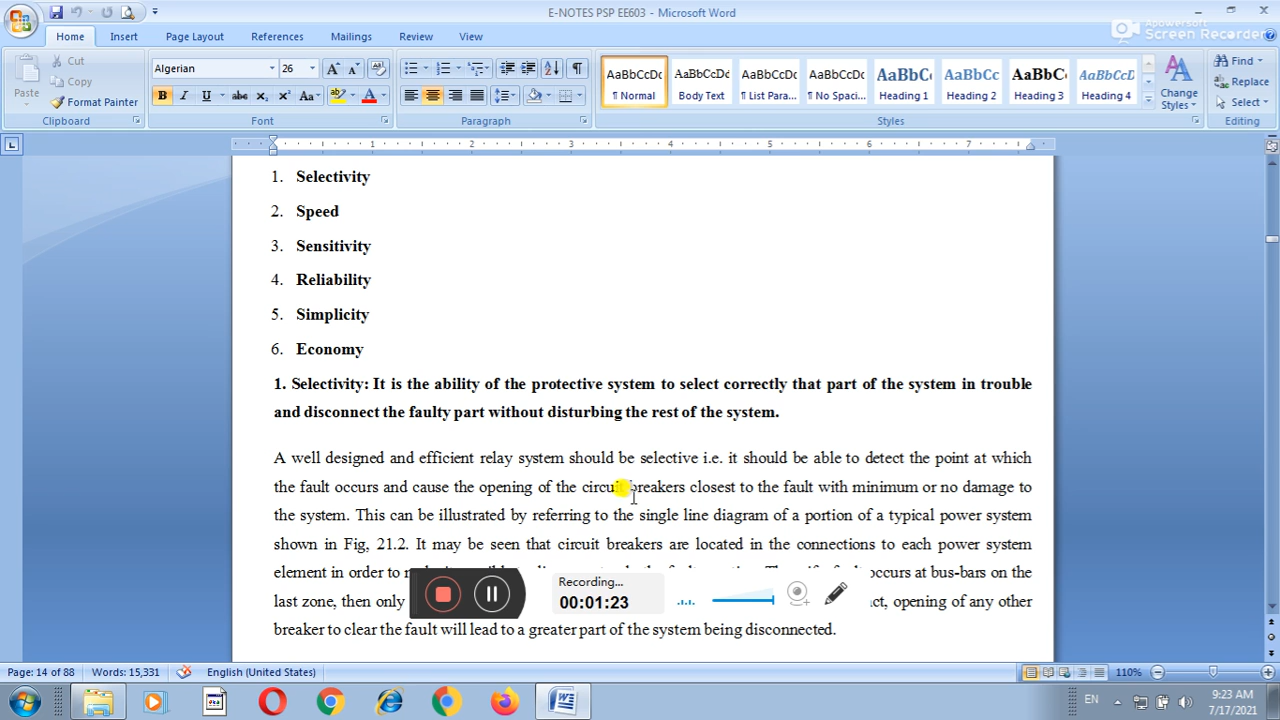 E-NOTES PSP EE603 - Microsoft Word
Apowersoft
Screen Recorder
Home Insert Page Layout References Mailings Review View
Cut
Copy
Paste
Format Painter
Clipboard
Algerian 26
Font
Paragraph
AaBbCcDc AaBbCcDd AaBbCcDc AaBbCcDc AaBbC AaBbCc AaBbCc AaBbCcD
¶ Normal Body Text ¶ List Para... ¶ No Spaci... Heading 1 Heading 2 Heading 3 Heading 4
Change
Styles
Styles
Find
Replace
Select
Editing
1 2 3 4 5 6 7
1. Selectivity
2. Speed
3. Sensitivity
4. Reliability
5. Simplicity
6. Economy
1. Selectivity: It is the ability of the protective system to select correctly that part of the system in trouble
and disconnect the faulty part without disturbing the rest of the system.
A well designed and efficient relay system should be selective i.e. it should be able to detect the point at which
the fault occurs and cause the opening of the circuit breakers closest to the fault with minimum or no damage to
the system. This can be illustrated by referring to the single line diagram of a portion of a typical power system
shown in Fig, 21.2. It may be seen that circuit breakers are located in the connections to each power system
element in order to occurs at bus-bars on the
last zone, then only opening of any other
breaker to clear the fault will lead to a greater part of the system being disconnected.
Recording...
00:01:23
Page: 14 of 88 Words: 15,331 English (United States) 110%
EN 9:23 AM
7/17/2021